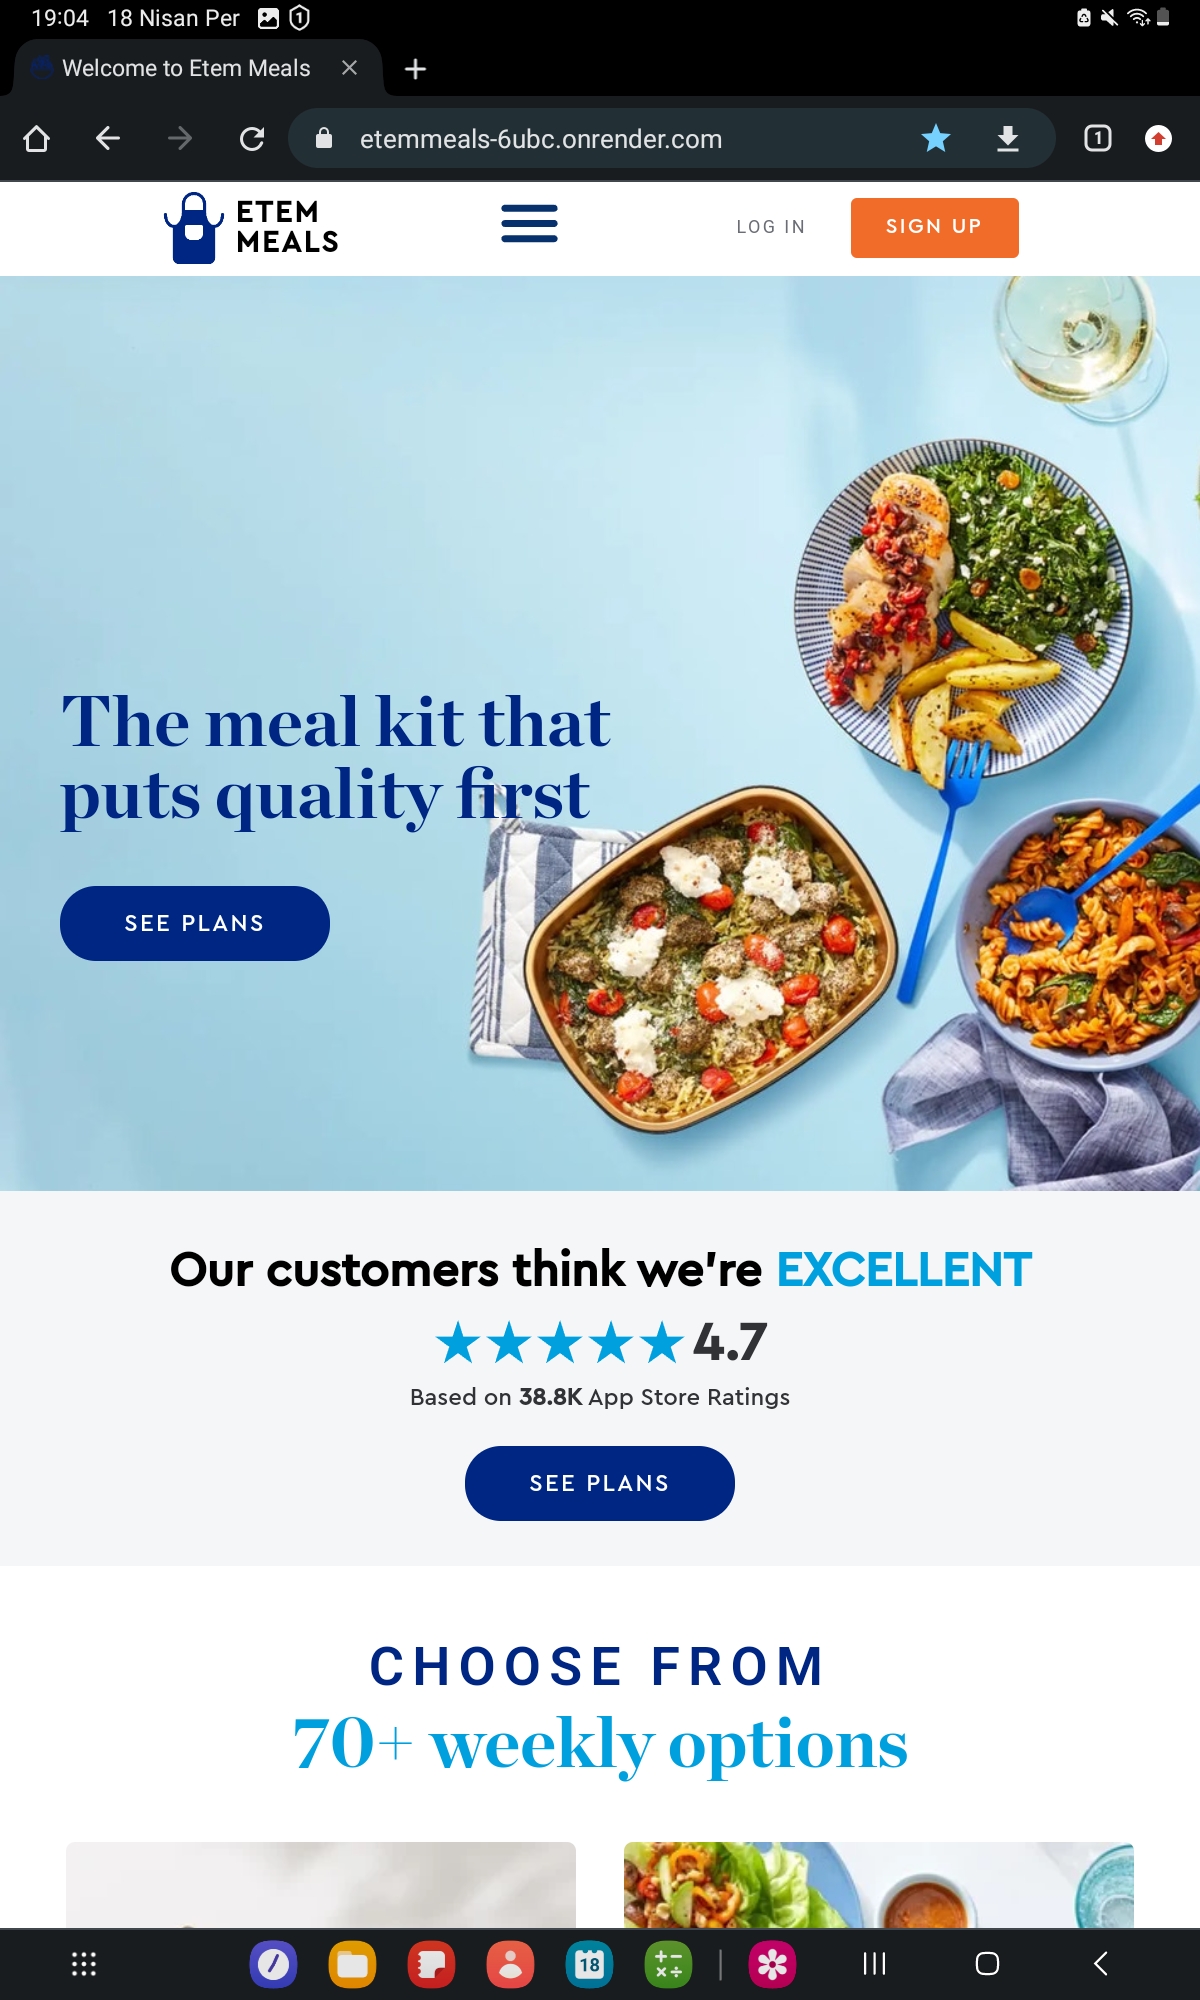 19:04 18 Nisan Per 1
Welcome to Etem Meals
etemmeals-6ubc.onrender.com 1
ETEM
MEALS
LOG IN
SIGN UP
The meal kit that
puts quality first
SEE PLANS
Our customers think we're EXCELLENT
4.7
Based on 38.8K App Store Ratings
SEE PLANS
CHOOSE FROM
70+ weekly options
18